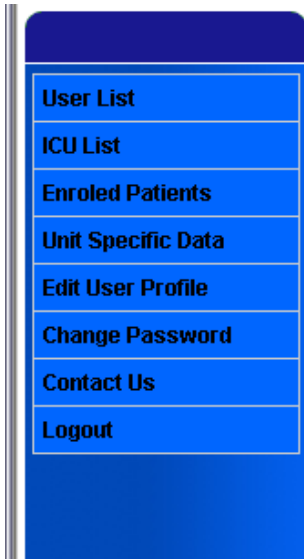 User List
ICU List
Enroled Patients
Unit Specific Data
Edit User Profile
Change Password
Contact Us
Logout